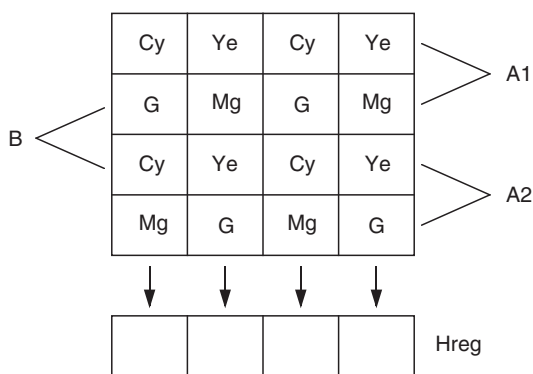 Cy Ye Cy Ye
A1
G Mg G Mg
B
Cy Ye Cy Ye
A2
Mg G Mg G
Hreg